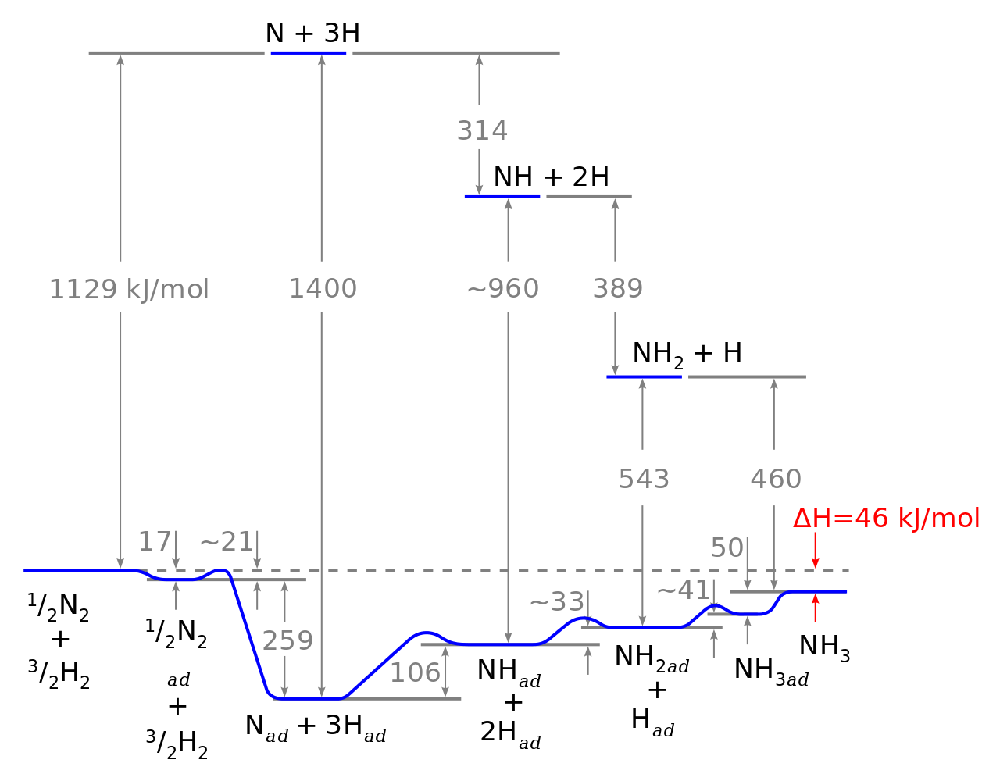 N + 3H
314
NH + 2H
1129 kJ/mol
1400
~960
389
NH₂ + H
543
460
ΔH=46 kJ/mol
17
~21
50
~41
~33
¹/₂N₂
+
³/₂H₂
¹/₂N₂
ad
+
³/₂H₂
259
106
Nad + 3Had
NHad
+
2Had
NH₂ad
+
Had
NH₃ad
NH₃